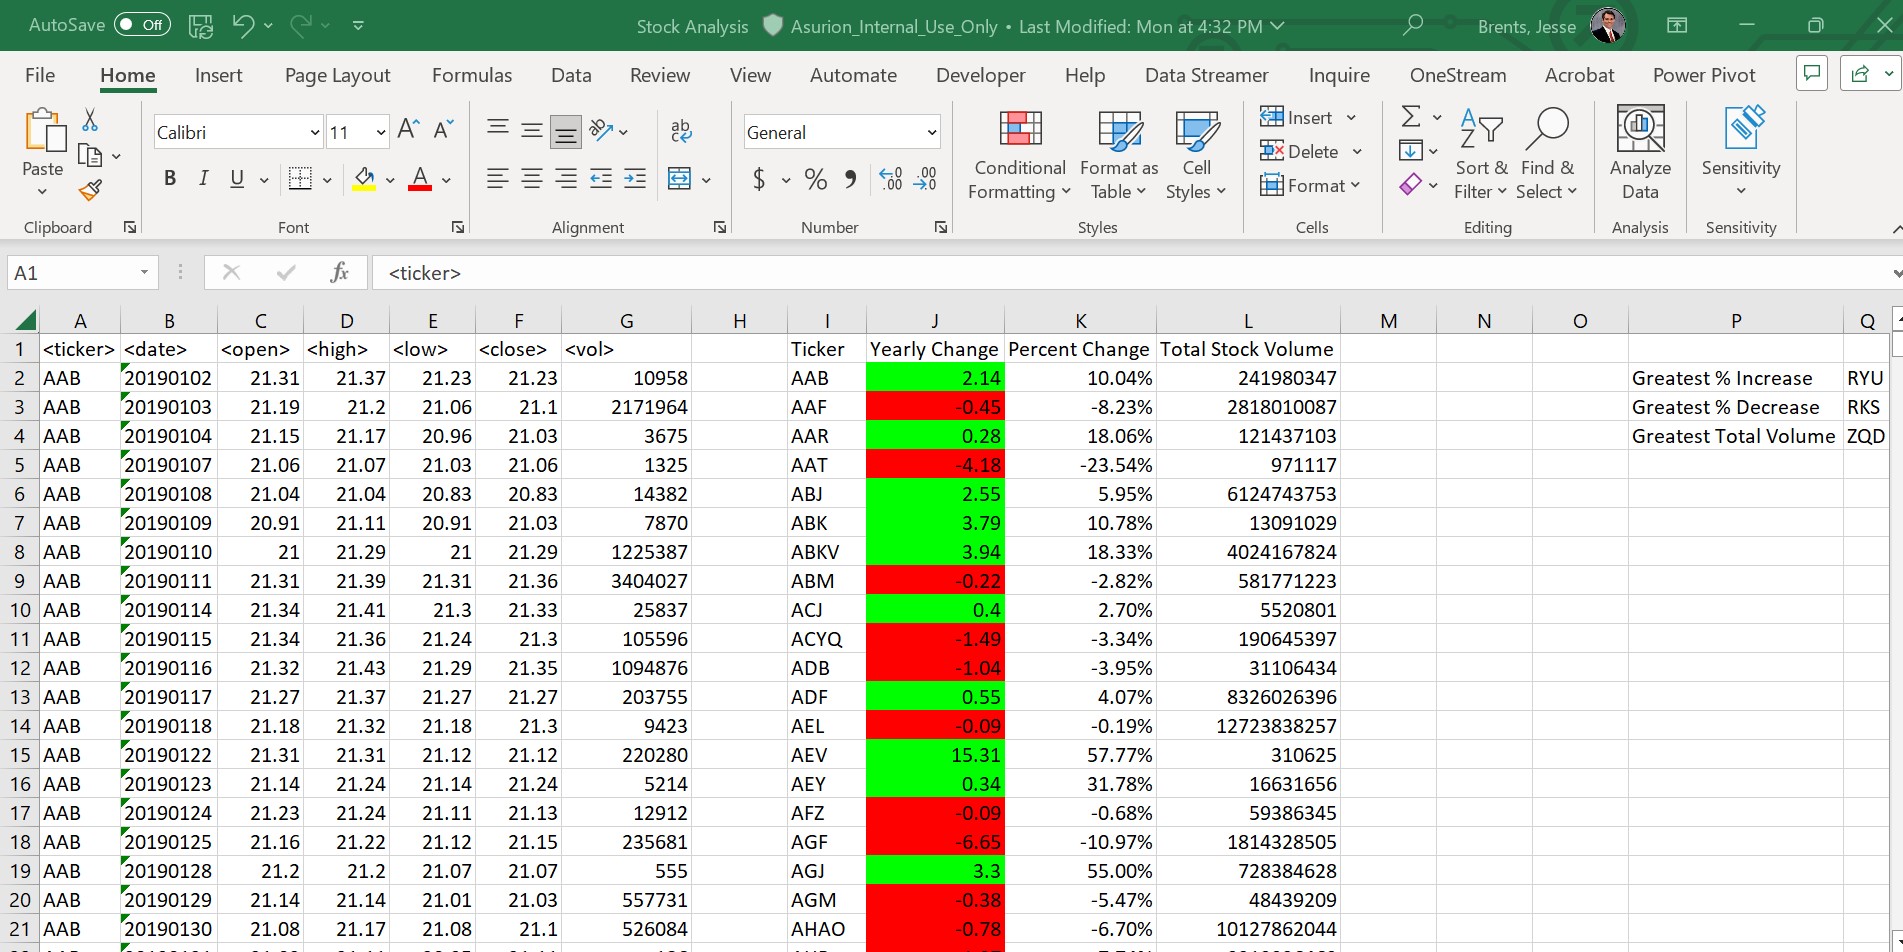 AutoSave Off Stock Analysis Asurion_Internal_Use_Only • Last Modified: Mon at 4:32 PM Brents, Jesse
File Home Insert Page Layout Formulas Data Review View Automate Developer Help Data Streamer Inquire OneStream Acrobat Power Pivot
Paste Calibri 11 A A ab General Conditional Formatting Format as Table Cell Styles Insert Delete Format Sort & Filter Find & Select Analyze Data Sensitivity
B I U A $ % , .00 .00
Clipboard Font Alignment Number Styles Cells Editing Analysis Sensitivity
A1 fx <ticker>
A B C D E F G H I J K L M N O P Q
1 <ticker> <date> <open> <high> <low> <close> <vol> Ticker Yearly Change Percent Change Total Stock Volume
2 AAB 20190102 21.31 21.37 21.23 21.23 10958 AAB 2.14 10.04% 241980347 Greatest % Increase RYU
3 AAB 20190103 21.19 21.2 21.06 21.1 2171964 AAF -0.45 -8.23% 2818010087 Greatest % Decrease RKS
4 AAB 20190104 21.15 21.17 20.96 21.03 3675 AAR 0.28 18.06% 121437103 Greatest Total Volume ZQD
5 AAB 20190107 21.06 21.07 21.03 21.06 1325 AAT -4.18 -23.54% 971117
6 AAB 20190108 21.04 21.04 20.83 20.83 14382 ABJ 2.55 5.95% 6124743753
7 AAB 20190109 20.91 21.11 20.91 21.03 7870 ABK 3.79 10.78% 13091029
8 AAB 20190110 21 21.29 21 21.29 1225387 ABKV 3.94 18.33% 4024167824
9 AAB 20190111 21.31 21.39 21.31 21.36 3404027 ABM -0.22 -2.82% 581771223
10 AAB 20190114 21.34 21.41 21.3 21.33 25837 ACJ 0.4 2.70% 5520801
11 AAB 20190115 21.34 21.36 21.24 21.3 105596 ACYQ -1.49 -3.34% 190645397
12 AAB 20190116 21.32 21.43 21.29 21.35 1094876 ADB -1.04 -3.95% 31106434
13 AAB 20190117 21.27 21.37 21.27 21.27 203755 ADF 0.55 4.07% 8326026396
14 AAB 20190118 21.18 21.32 21.18 21.3 9423 AEL -0.09 -0.19% 12723838257
15 AAB 20190122 21.31 21.31 21.12 21.12 220280 AEV 15.31 57.77% 310625
16 AAB 20190123 21.14 21.24 21.14 21.24 5214 AEY 0.34 31.78% 16631656
17 AAB 20190124 21.23 21.24 21.11 21.13 12912 AFZ -0.09 -0.68% 59386345
18 AAB 20190125 21.16 21.22 21.12 21.15 235681 AGF -6.65 -10.97% 1814328505
19 AAB 20190128 21.2 21.2 21.07 21.07 555 AGJ 3.3 55.00% 728384628
20 AAB 20190129 21.14 21.14 21.01 21.03 557731 AGM -0.38 -5.47% 48439209
21 AAB 20190130 21.08 21.17 21.08 21.1 526084 AHAO -0.78 -6.70% 10127862044